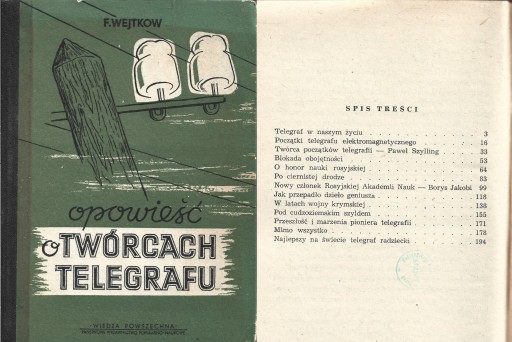 F. WEJTKOW
opowieść
o TWÓRCACH
TELEGRAFU
WIEDZA POWSZECHNA
SPIS TREŚCI
Telegraf w naszym życiu . . . . . . . . . . 3
Początki telegrafu elektromagnetycznego . . . . . . 16
Twórca początków telegrafii — Paweł Szylling . . . . 33
Blokada obojętności . . . . . . . . . . . 53
O honor nauki rosyjskiej . . . . . . . . . . 64
Po ciernistej drodze . . . . . . . . . . . 83
Nowy członek Rosyjskiej Akademii Nauk — Borys Jakobi 99
Jak przepadło dzieło geniusza . . . . . . . . 118
W latach wojny krymskiej . . . . . . . . . 138
Pod cudzoziemskim szyldem . . . . . . . . . 155
Przeszłość i marzenia pioniera telegrafii . . . . . . 171
Mimo wszystko . . . . . . . . . . . . 178
Najlepszy na świecie telegraf radziecki . . . . . . 194